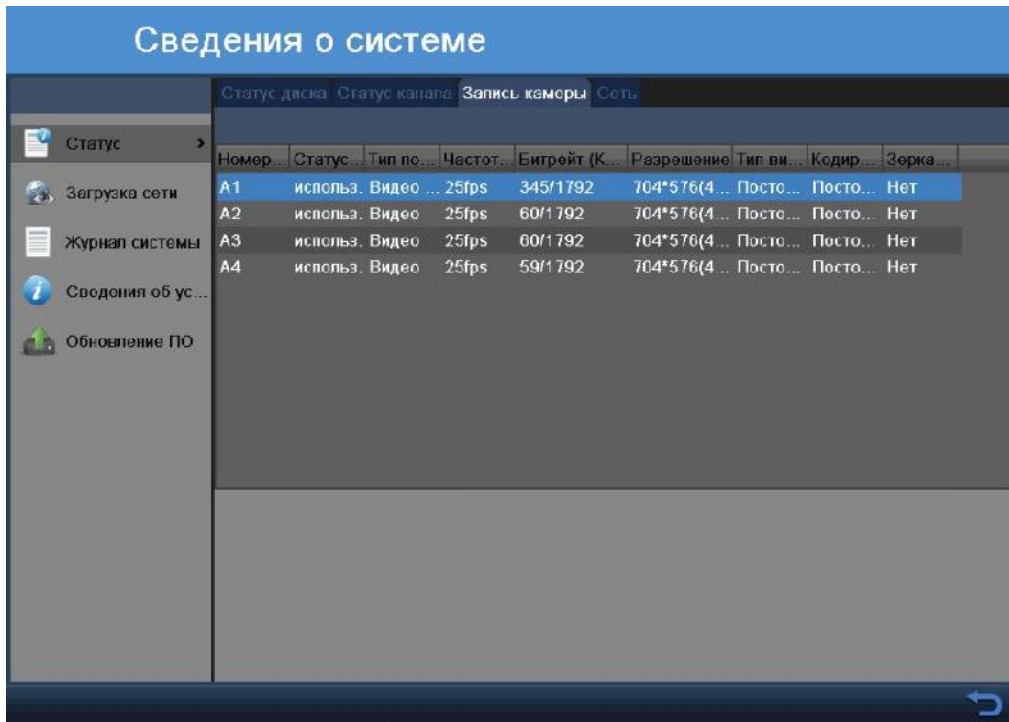 Сведения о системе
Статус диска Статус канала Запись камеры Сеть
Статус
Загрузка сети
Журнал системы
Сведения об ус...
Обновление ПО
Номер... Статус... Тип по... Частот... Битрейт (К... Разрешение Тип ви... Кодир... Зерка...
A1 использ. Видео ... 25fps 345/1792 704*576(4... Посто... Посто... Нет
A2 использ. Видео 25fps 60/1792 704*576(4... Посто... Посто... Нет
A3 использ. Видео 25fps 60/1792 704*576(4... Посто... Посто... Нет
A4 использ. Видео 25fps 59/1792 704*576(4... Посто... Посто... Нет